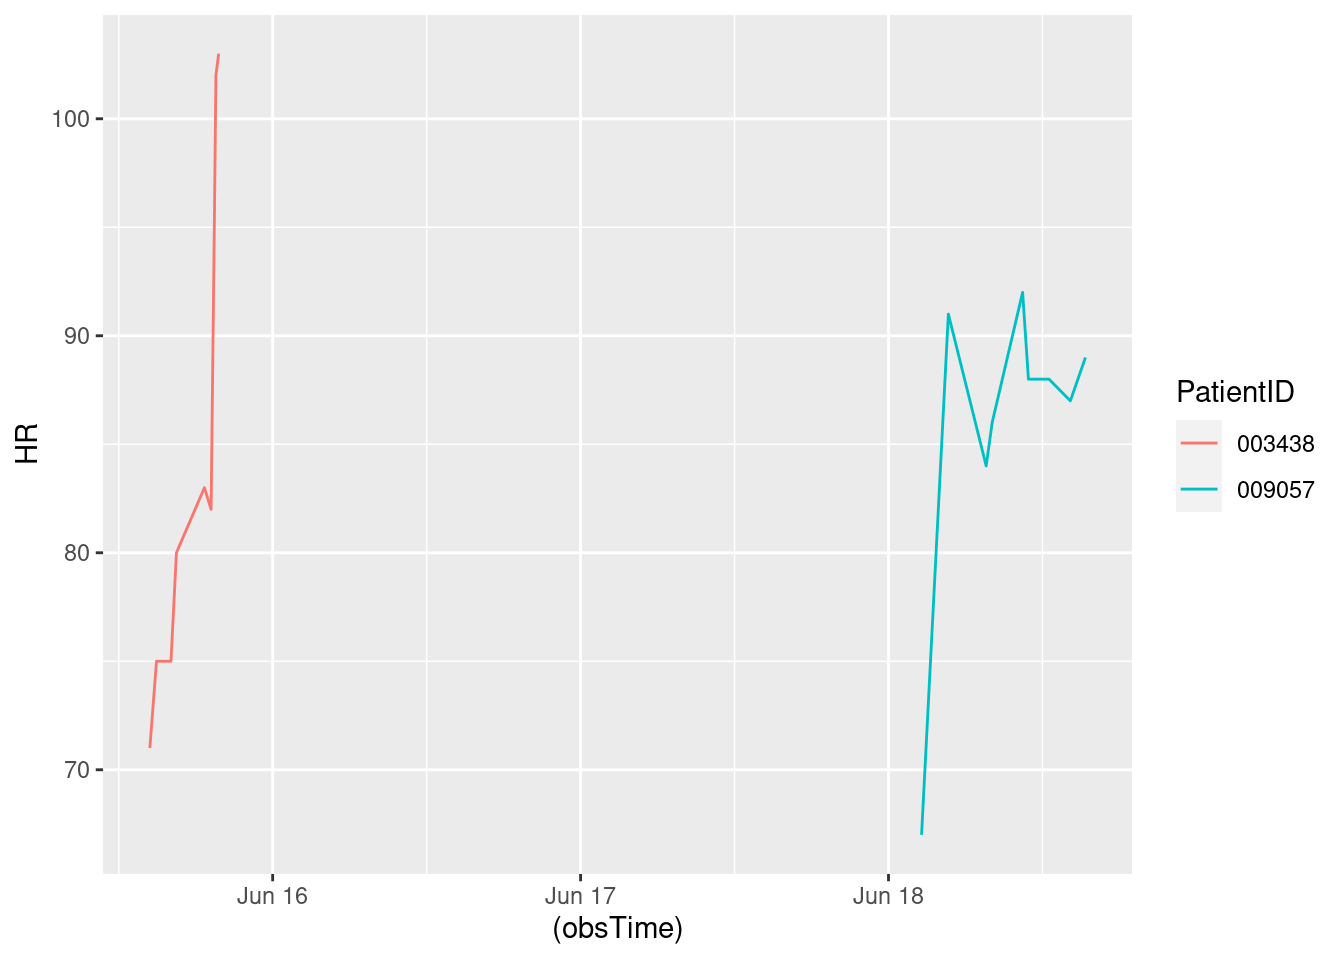 100
90
80
70
HR
Jun 16
Jun 17
Jun 18
(obsTime)
PatientID
003438
009057